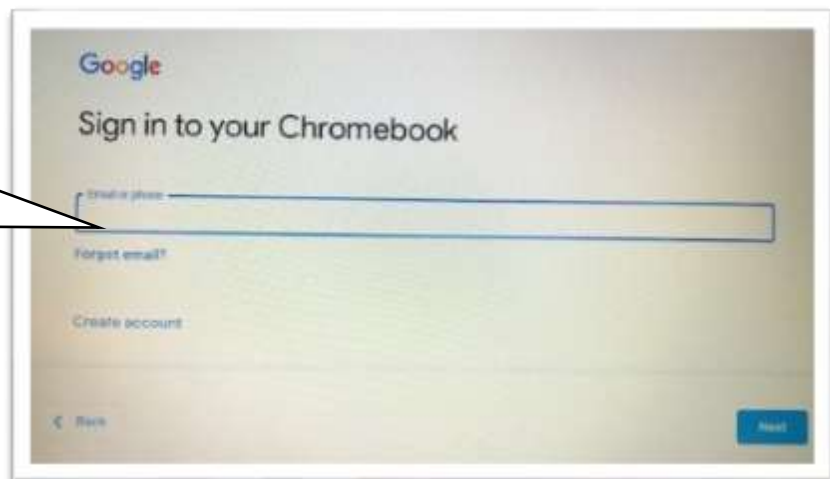 Google
Sign in to your Chromebook
Email or phone
Forgot email?
Create account
< Back
Next